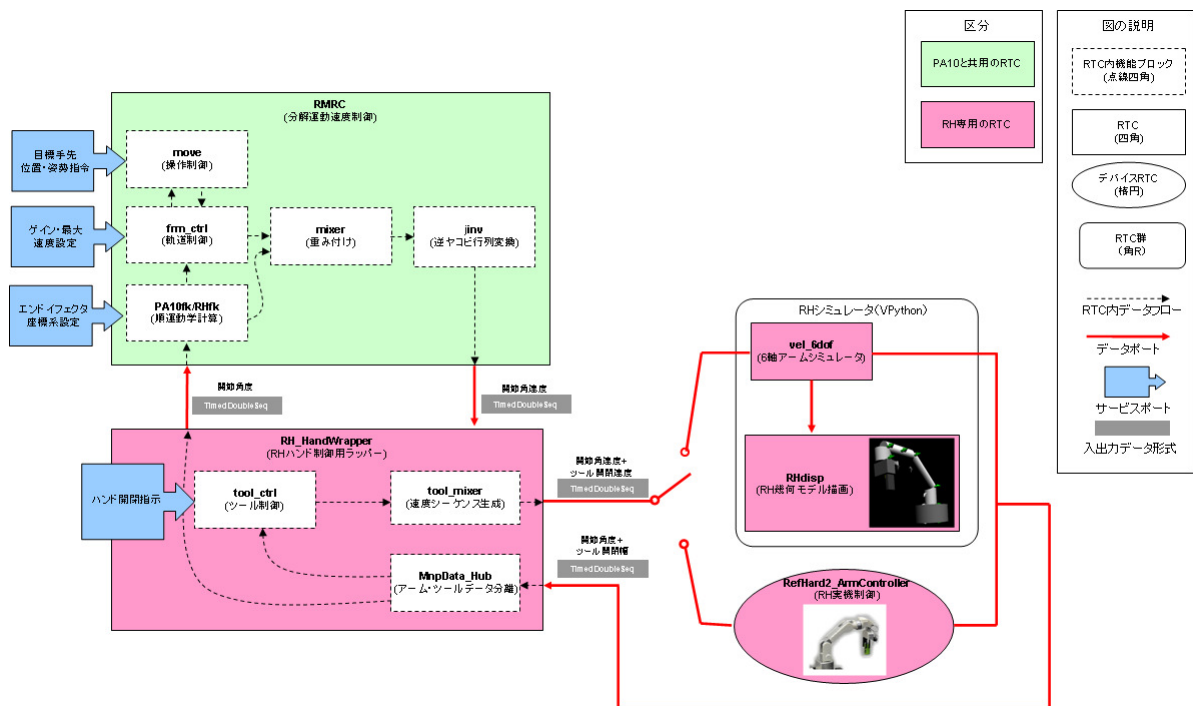 区分
PA10と共用のRTC
RH専用のRTC
図の説明
RTC内機能ブロック
(点線四角)
RTC
(四角)
デバイスRTC
(楕円)
RTC群
(角R)
RTC内データフロー
データポート
サービスポート
入出力データ形式
RMRC
(分解運動速度制御)
目標手先
位置・姿勢指令
move
(操作制御)
ゲイン・最大
速度設定
frm_ctrl
(軌道制御)
mixer
(重み付け)
jinv
(逆ヤコビ行列変換)
エンドイフェクタ
座標系設定
PA10fk/RHfk
(順運動学計算)
関節角度
TimedDoubleSeq
関節角速度
TimedDoubleSeq
RH_HandWrapper
(RHハンド制御用ラッパー)
ハンド開閉指示
tool_ctrl
(ツール制御)
tool_mixer
(速度シーケンス生成)
MnpData_Hub
(アーム・ツールデータ分離)
関節角速度+
ツール開閉速度
TimedDoubleSeq
関節角度+
ツール開閉幅
TimedDoubleSeq
RHシミュレータ(VPython)
vel_6dof
(6軸アームシミュレータ)
RHdisp
(RH幾何モデル描画)
RefHard2_ArmController
(RH実機制御)